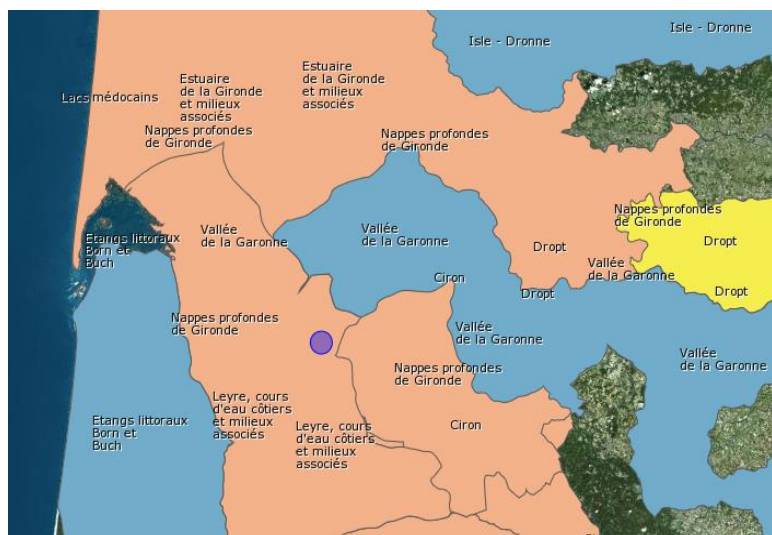 Isle - Dronne
Isle - Dronne
Estuaire
de la Gironde
et milieux
associés
Estuaire
de la Gironde
et milieux
associés
Lacs médocains
Nappes profondes
de Gironde
Nappes profondes
de Gironde
Nappes profondes
de Gironde
Vallée
de la Garonne
Vallée
de la Garonne
Etangs littoraux
Born et
Buch
Dropt
Dropt
Vallée
de la Garonne
Ciron
Dropt
Dropt
Nappes profondes
de Gironde
Vallée
de la Garonne
Vallée
de la Garonne
Nappes profondes
de Gironde
Leyre, cours
d'eau côtiers
et milieux
associés
Etangs littoraux
Born et
Buch
Leyre, cours
d'eau côtiers
et milieux
associés
Ciron